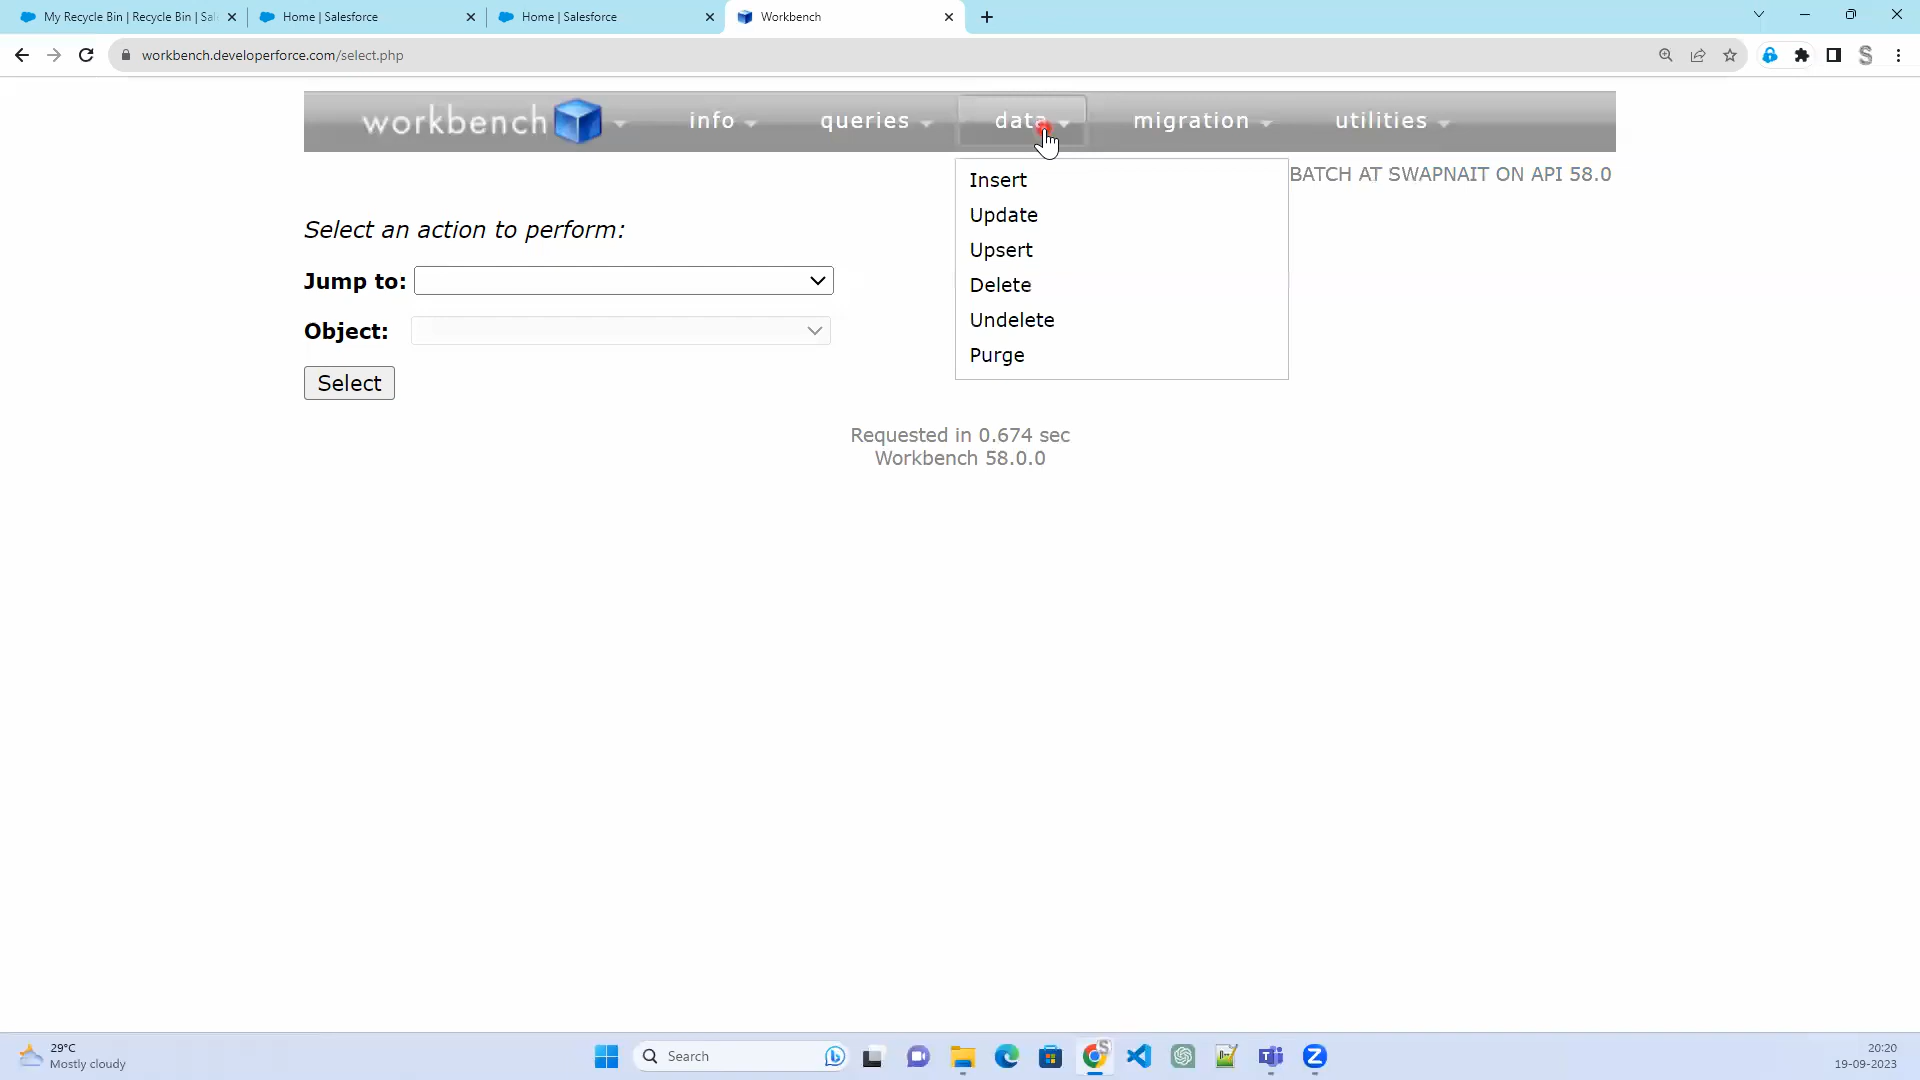 My Recycle Bin | Recycle Bin | Sal
Home | Salesforce
Home | Salesforce
Workbench
workbench.developerforce.com/select.php
workbench
info
queries
data
migration
utilities
BATCH AT SWAPNAIT ON API 58.0
Insert
Update
Upsert
Delete
Undelete
Purge
Select an action to perform:
Jump to:
Object:
Select
Requested in 0.674 sec
Workbench 58.0.0
29°C
Mostly cloudy
Search
20:20
19-09-2023